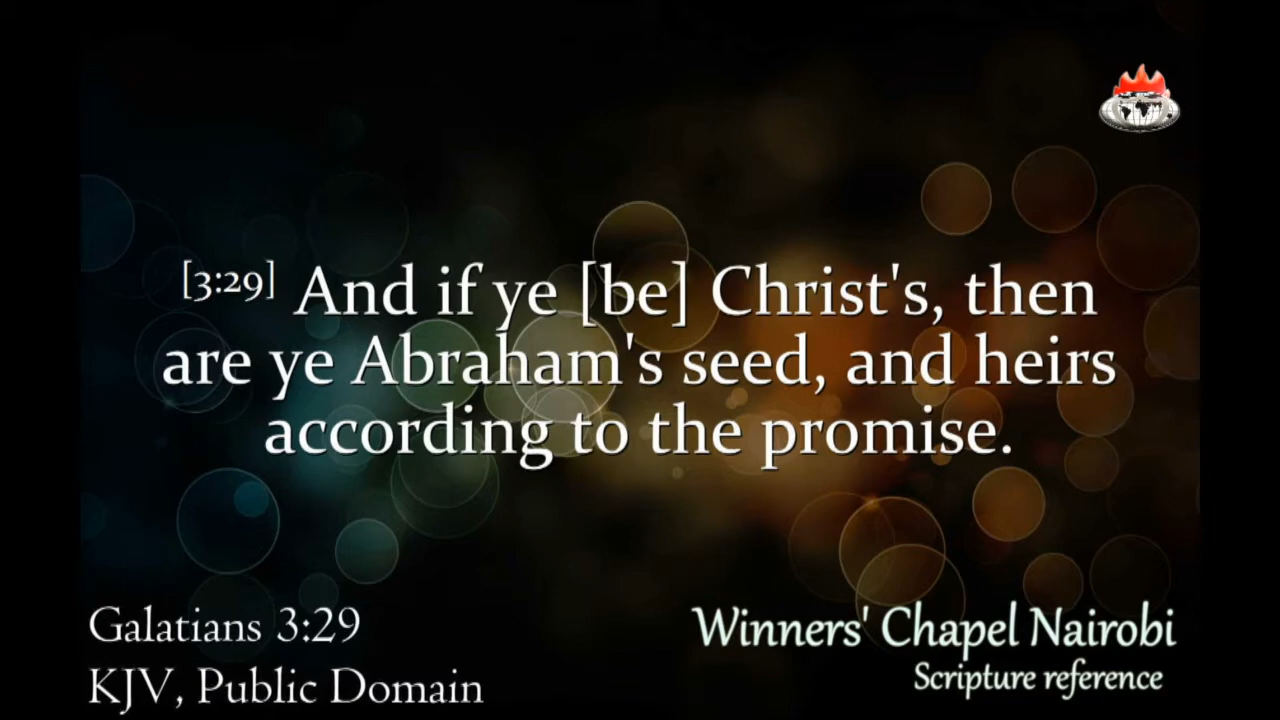 [3:29] And if ye [be] Christ's, then
are ye Abraham's seed, and heirs
according to the promise.
Galatians 3:29
KJV, Public Domain
Winners' Chapel Nairobi
Scripture reference